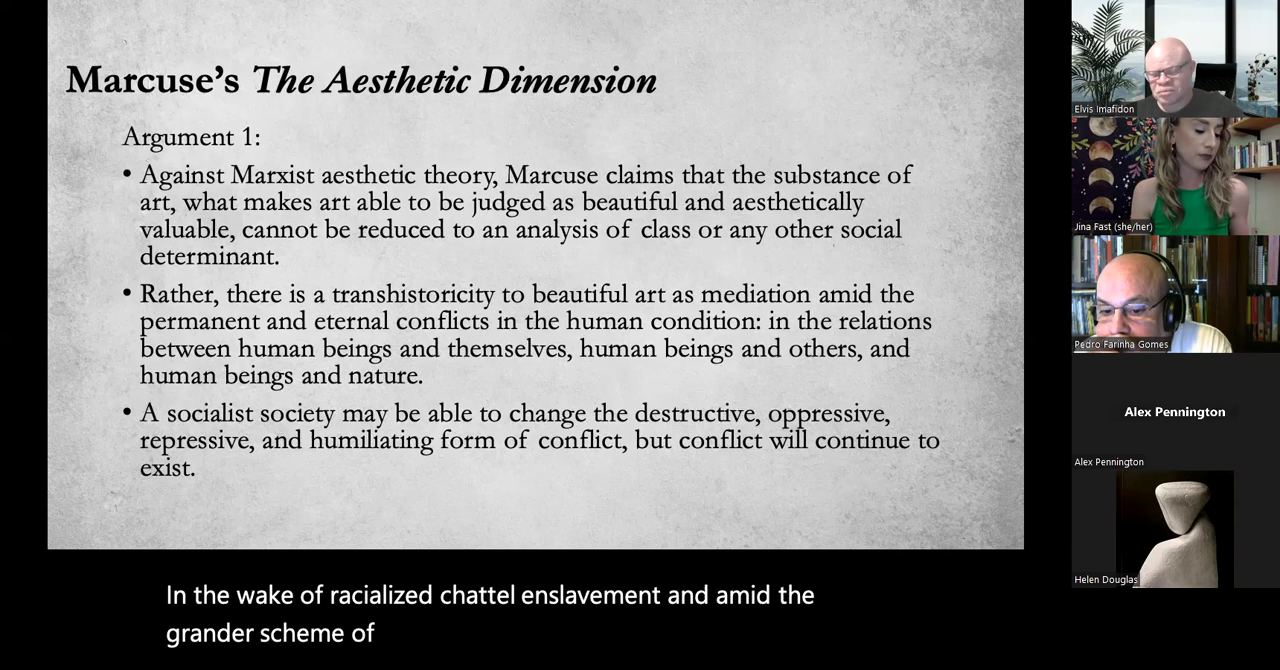 Marcuse's The Aesthetic Dimension
Argument 1:
• Against Marxist aesthetic theory, Marcuse claims that the substance of
art, what makes art able to be judged as beautiful and aesthetically
valuable, cannot be reduced to an analysis of class or any other social
determinant.
• Rather, there is a transhistoricity to beautiful art as mediation amid the
permanent and eternal conflicts in the human condition: in the relations
between human beings and themselves, human beings and others, and
human beings and nature.
• A socialist society may be able to change the destructive, oppressive,
repressive, and humiliating form of conflict, but conflict will continue to
exist.
In the wake of racialized chattel enslavement and amid the
grander scheme of
Elvis Imafidon
Jina Fast (she/her)
Pedro Farinha Gomes
Alex Pennington
Alex Pennington
Helen Douglas